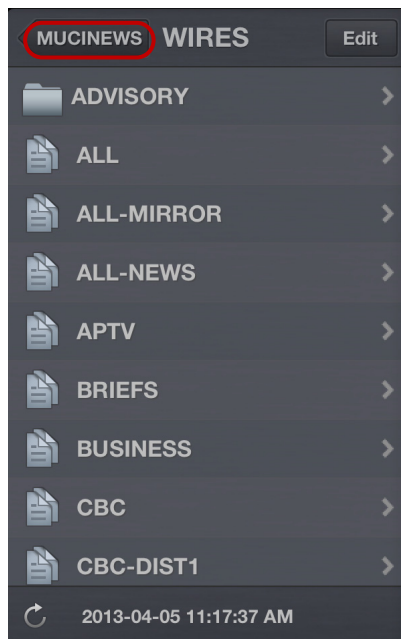 MUCINEWS WIRES Edit
ADVISORY
ALL
ALL-MIRROR
ALL-NEWS
APTV
BRIEFS
BUSINESS
CBC
CBC-DIST1
2013-04-05 11:17:37 AM